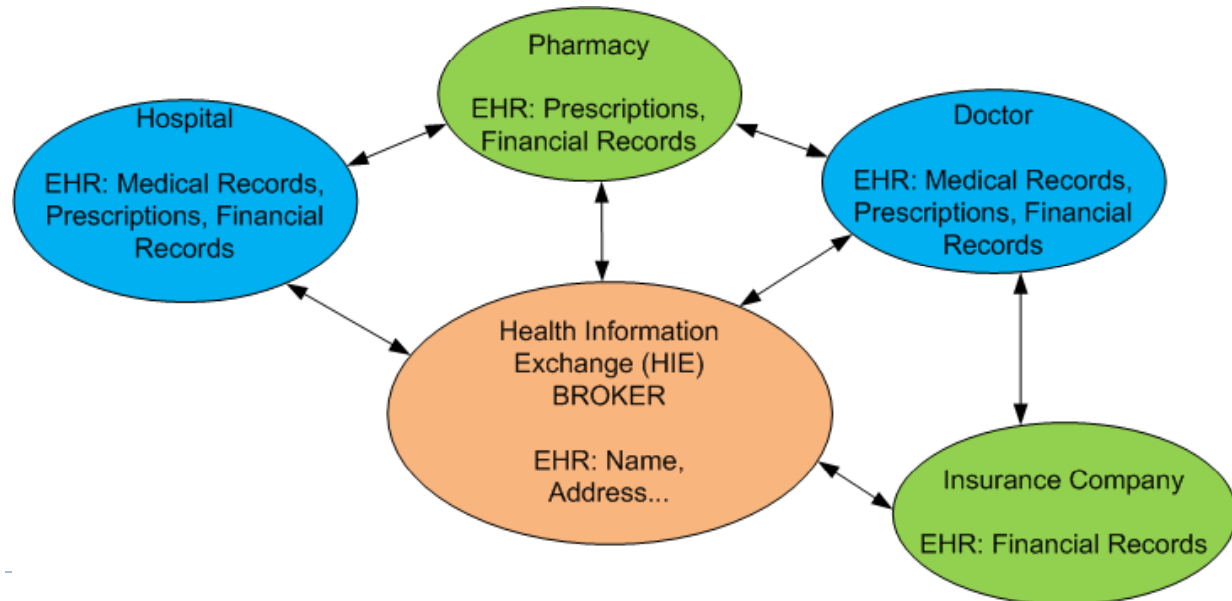 Pharmacy
EHR: Prescriptions,
Financial Records
Hospital
EHR: Medical Records,
Prescriptions, Financial
Records
Doctor
EHR: Medical Records,
Prescriptions, Financial
Records
Health Information
Exchange (HIE)
BROKER
EHR: Name,
Address...
Insurance Company
EHR: Financial Records